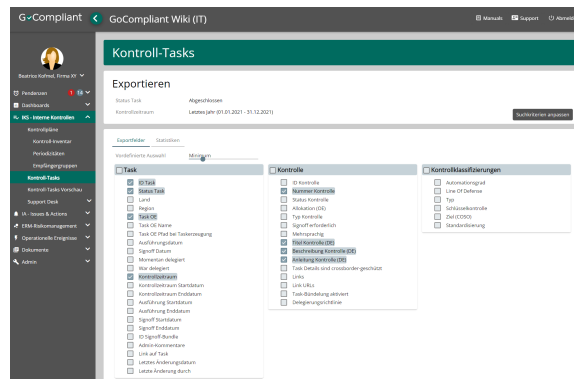 GoCompliant
GoCompliant Wiki (IT)
Manuals
Support
Abmeld
Beatrice Kofmel, Firma XY
Pendenzen
Dashboards
IKS - Interne Kontrollen
Kontrollpläne
Kontroll-Inventar
Periodizitäten
Empfängergruppen
Kontroll-Tasks
Kontroll-Tasks Vorschau
Support Desk
IA - Issues & Actions
ERM-Risikomanagement
Operationelle Ereignisse
Dokumente
Admin
Kontroll-Tasks
Exportieren
Status Task Abgeschlossen
Kontrollzeitraum Letztes Jahr (01.01.2021 - 31.12.2021)
Suchkriterien anpassen
Exportfelder Statistiken
Vordefinierte Auswahl Minimum
Task
ID Task
Status Task
Land
Region
Task OE
Task OE Name
Task OE Pfad bei Taskerzeugung
Ausführungsdatum
Signoff Datum
Momentan delegiert
War delegiert
Kontrollzeitraum
Kontrollzeitraum Startdatum
Kontrollzeitraum Enddatum
Ausführung Startdatum
Ausführung Enddatum
Signoff Startdatum
Signoff Enddatum
ID Signoff-Bundle
Admin-Kommentare
Link auf Task
Letztes Änderungsdatum
Letzte Änderung durch
Kontrolle
ID Kontrolle
Nummer Kontrolle
Status Kontrolle
Allokation (OE)
Typ Kontrolle
Signoff erforderlich
Mehrsprachig
Titel Kontrolle (DE)
Beschreibung Kontrolle (DE)
Anleitung Kontrolle (DE)
Task Details sind crossborder-geschützt
Links
Link URLs
Task-Bündelung aktiviert
Delegierungsrichtlinie
Kontrollklassifizierungen
Automationsgrad
Line Of Defense
Typ
Schlüsselkontrolle
Ziel (COSO)
Standardisierung